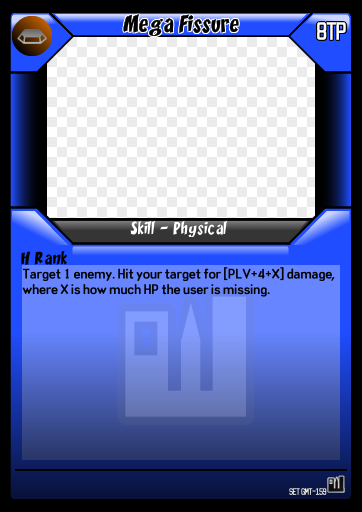 Mega Fissure
8TP
Skill - Physical
H Rank
Target 1 enemy. Hit your target for [PLV+4+X] damage,
where X is how much HP the user is missing.
SET GMT-159